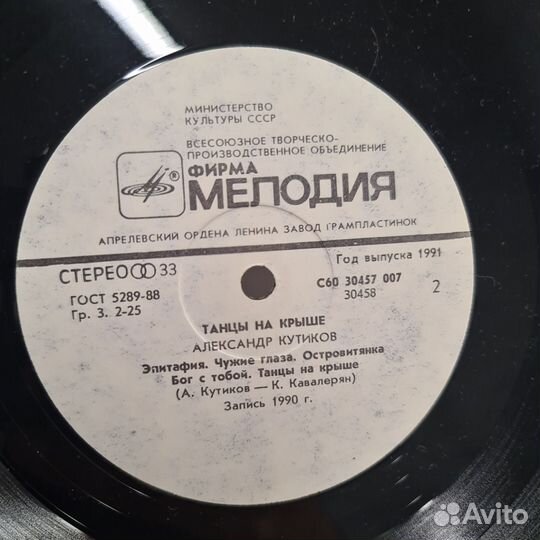 МИНИСТЕРСТВО
КУЛЬТУРЫ СССР
ВСЕСОЮЗНОЕ ТВОРЧЕСКО-
ПРОИЗВОДСТВЕННОЕ ОБЪЕДИНЕНИЕ
®
ФИРМА
МЕЛОДИЯ
АПРЕЛЕВСКИЙ ОРДЕНА ЛЕНИНА ЗАВОД ГРАМПЛАСТИНОК
СТЕРЕО 33
Год выпуска 1991
ГОСТ 5289-88
С60 30457 007
Гр. 3. 2-25
30458
2
ТАНЦЫ НА КРЫШЕ
АЛЕКСАНДР КУТИКОВ
Эпитафия. Чужие глаза. Островитянка
Бог с тобой. Танцы на крыше
(А. Кутиков — К. Кавалерян)
Запись 1990 г.
Avito